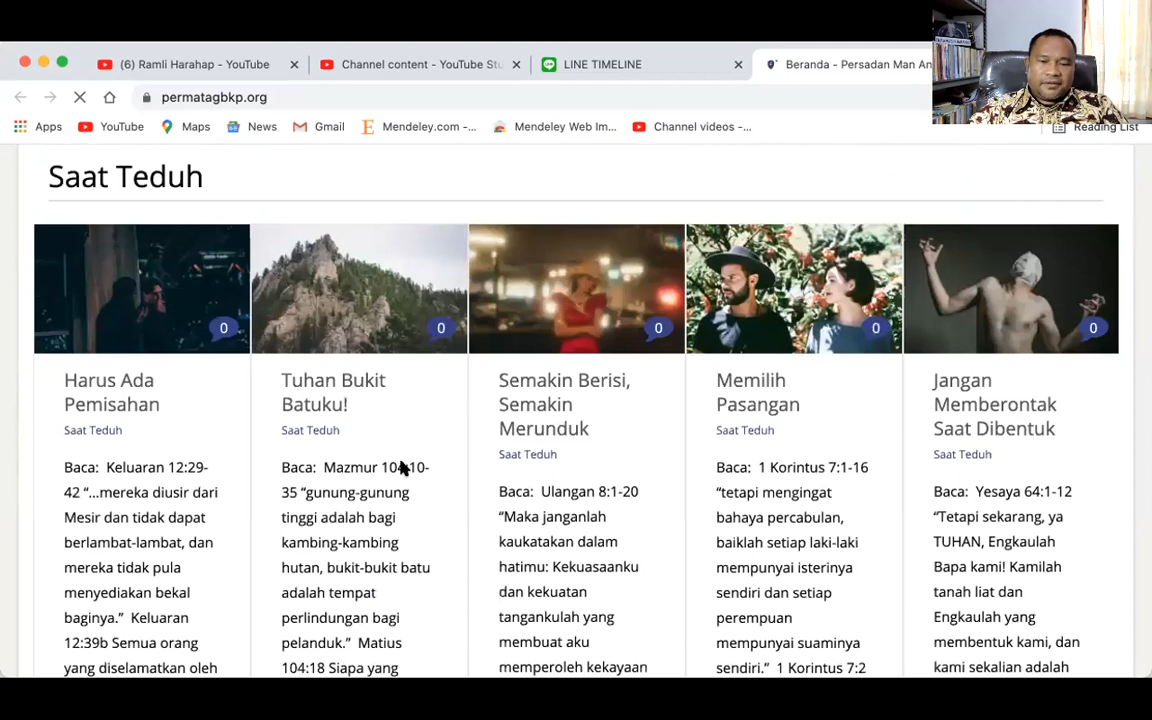 (6) Ramli Harahap - YouTube
Channel content - YouTube Stu
LINE TIMELINE
Beranda - Persadan Man An
permatagbkp.org
Apps
YouTube
Maps
News
Gmail
Mendeley.com -...
Mendeley Web Im...
Channel videos -...
Reading List
Saat Teduh
0
0
0
0
0
Harus Ada
Pemisahan
Saat Teduh
Baca:  Keluaran 12:29-
42 “...mereka diusir dari
Mesir dan tidak dapat
berlambat-lambat, dan
mereka tidak pula
menyediakan bekal
baginya.”  Keluaran
12:39b Semua orang
yang diselamatkan oleh
Tuhan Bukit
Batuku!
Saat Teduh
Baca:  Mazmur 104:10-
35 “gunung-gunung
tinggi adalah bagi
kambing-kambing
hutan, bukit-bukit batu
adalah tempat
perlindungan bagi
pelanduk.”  Matius
104:18 Siapa yang
Semakin Berisi,
Semakin
Merunduk
Saat Teduh
Baca:  Ulangan 8:1-20
“Maka janganlah
kaukatakan dalam
hatimu: Kekuasaanku
dan kekuatan
tangankulah yang
membuat aku
memperoleh kekayaan
Memilih
Pasangan
Saat Teduh
Baca:  1 Korintus 7:1-16
“tetapi mengingat
bahaya percabulan,
baiklah setiap laki-laki
mempunyai isterinya
sendiri dan setiap
perempuan
mempunyai suaminya
sendiri.”  1 Korintus 7:2
Jangan
Memberontak
Saat Dibentuk
Saat Teduh
Baca:  Yesaya 64:1-12
“Tetapi sekarang, ya
TUHAN, Engkaulah
Bapa kami! Kamilah
tanah liat dan
Engkaulah yang
membentuk kami, dan
kami sekalian adalah